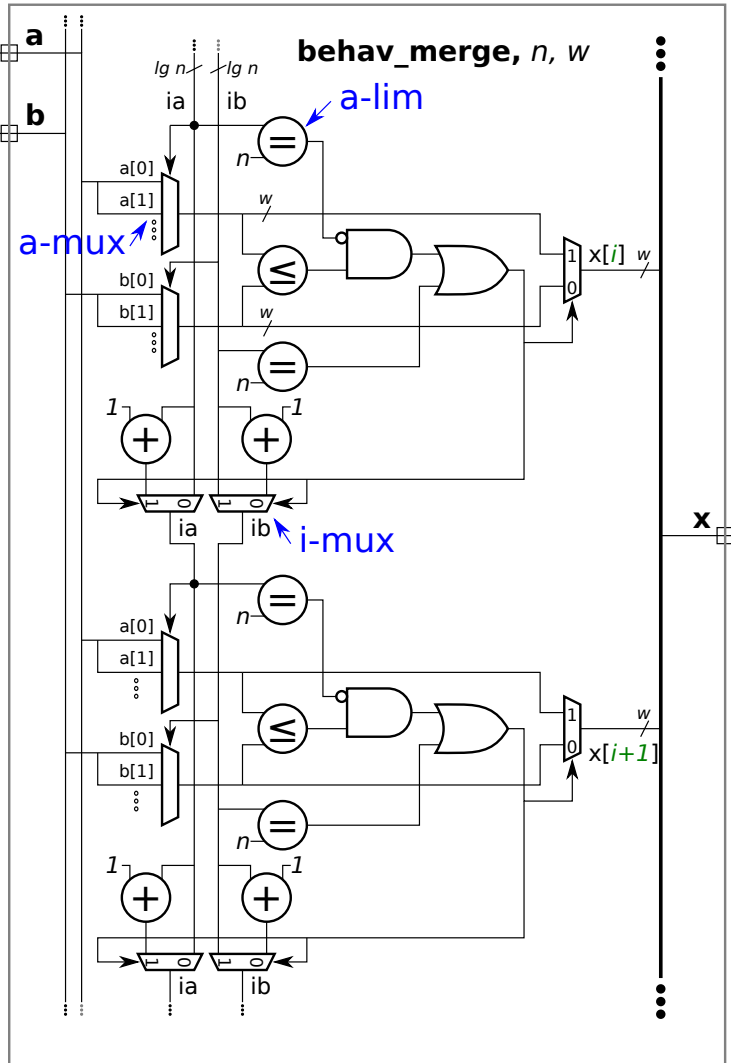 a
behav_merge, n, w
lg n lg n
ia ib
a-lim
b
=
n
a[0]
a[1]
w
a-mux
b[0]
≤
1
x[i] w
0
b[1]
w
=
n
1 1
+ +
1 0 1 0
ia ib
i-mux
x
=
n
a[0]
a[1]
b[0]
≤
1
w
0
x[i+1]
b[1]
=
n
1 1
+ +
1 0 1 0
ia ib